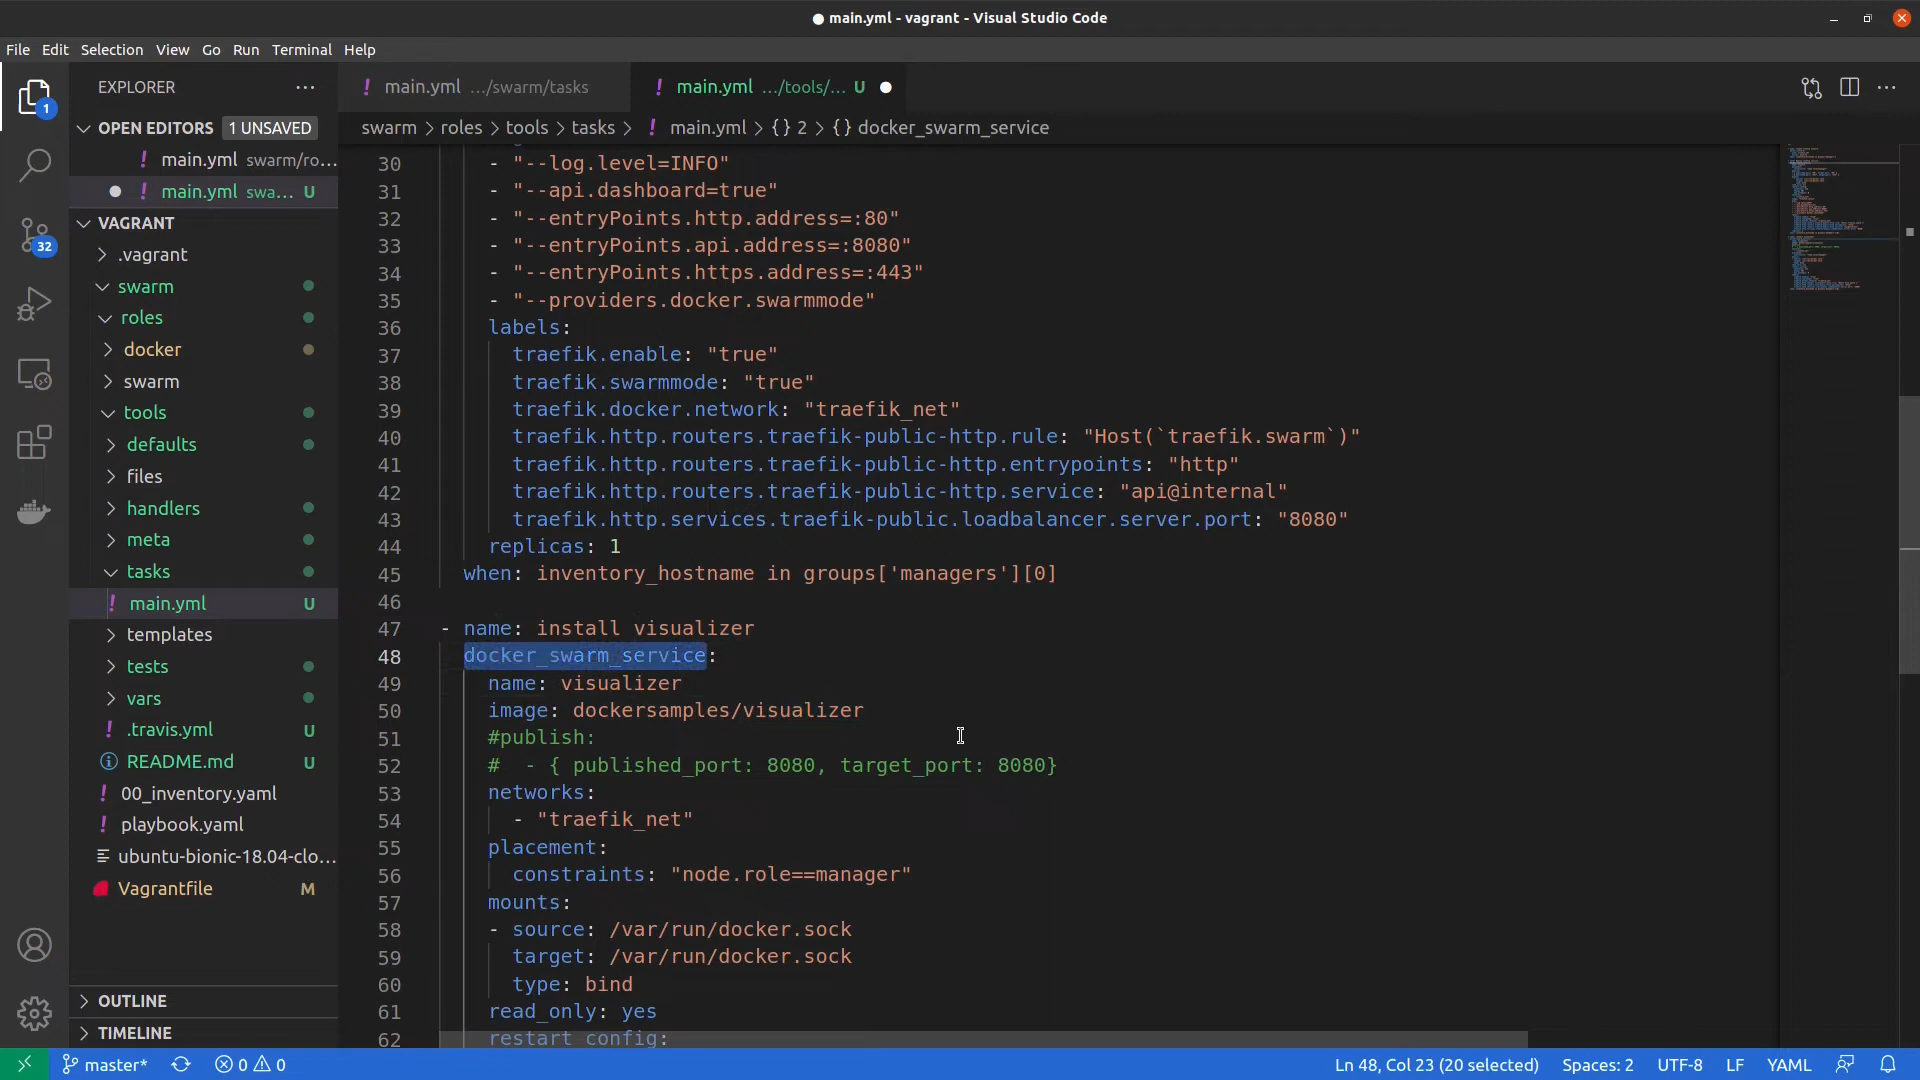 main.yml - vagrant - Visual Studio Code
File Edit Selection View Go Run Terminal Help
1
32
EXPLORER
OPEN EDITORS 1 UNSAVED
! main.yml swarm/ro...
! main.yml swa... U
VAGRANT
.vagrant
swarm
roles
docker
swarm
tools
defaults
files
handlers
meta
tasks
! main.yml U
templates
tests
vars
! .travis.yml U
README.md U
! 00_inventory.yaml
! playbook.yaml
ubuntu-bionic-18.04-clo...
Vagrantfile M
OUTLINE
TIMELINE
! main.yml .../swarm/tasks
! main.yml .../tools/... U
swarm > roles > tools > tasks > ! main.yml > {} 2 > {} docker_swarm_service
30 - "--log.level=INFO"
31 - "--api.dashboard=true"
32 - "--entryPoints.http.address=:80"
33 - "--entryPoints.api.address=:8080"
34 - "--entryPoints.https.address=:443"
35 - "--providers.docker.swarmmode"
36 labels:
37 traefik.enable: "true"
38 traefik.swarmmode: "true"
39 traefik.docker.network: "traefik_net"
40 traefik.http.routers.traefik-public-http.rule: "Host(`traefik.swarm`)"
41 traefik.http.routers.traefik-public-http.entrypoints: "http"
42 traefik.http.routers.traefik-public-http.service: "api@internal"
43 traefik.http.services.traefik-public.loadbalancer.server.port: "8080"
44 replicas: 1
45 when: inventory_hostname in groups['managers'][0]
46
47 - name: install visualizer
48 docker_swarm_service:
49 name: visualizer
50 image: dockersamples/visualizer
51 #publish:
52 #  - { published_port: 8080, target_port: 8080}
53 networks:
54 - "traefik_net"
55 placement:
56 constraints: "node.role==manager"
57 mounts:
58 - source: /var/run/docker.sock
59 target: /var/run/docker.sock
60 type: bind
61 read_only: yes
62 restart_config:
master* 0 0 Ln 48, Col 23 (20 selected) Spaces: 2 UTF-8 LF YAML